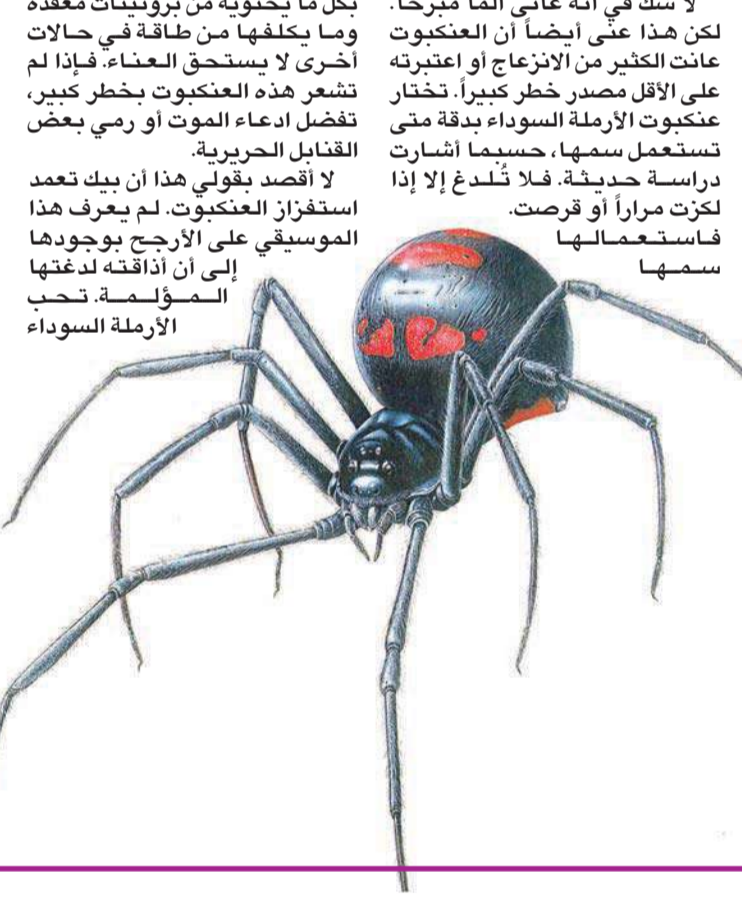 لا شك في أنه عانى ألماً مبرحاً.
لكن هذا عنى أيضاً أن العنكبوت
عانت الكثير من الانزعاج أو اعتبرته
على الأقل مصدر خطر كبيراً. تختار
عنكبوت الأرملة السوداء بدقة متى
تستعمل سمها، حسبما أشارت
دراسة حديثة. فلا تُلدغ إلا إذا
لكزت مراراً أو قرصت.
فاستعمالها
سمها
بكل ما يحتويه من بروتينات معقدة
وما يكلفها من طاقة في حالات
أخرى لا يستحق العناء. فإذا لم
تشعر هذه العنكبوت بخطر كبير،
تفضل ادعاء الموت أو رمي بعض
القنابل الحريرية.
لا أقصد بقولي هذا أن بيك تعمد
استفزاز العنكبوت. لم يعرف هذا
الموسيقي على الأرجح بوجودها
إلى أن أذاقته لدغتها
المؤلمة. تحب
الأرملة السوداء